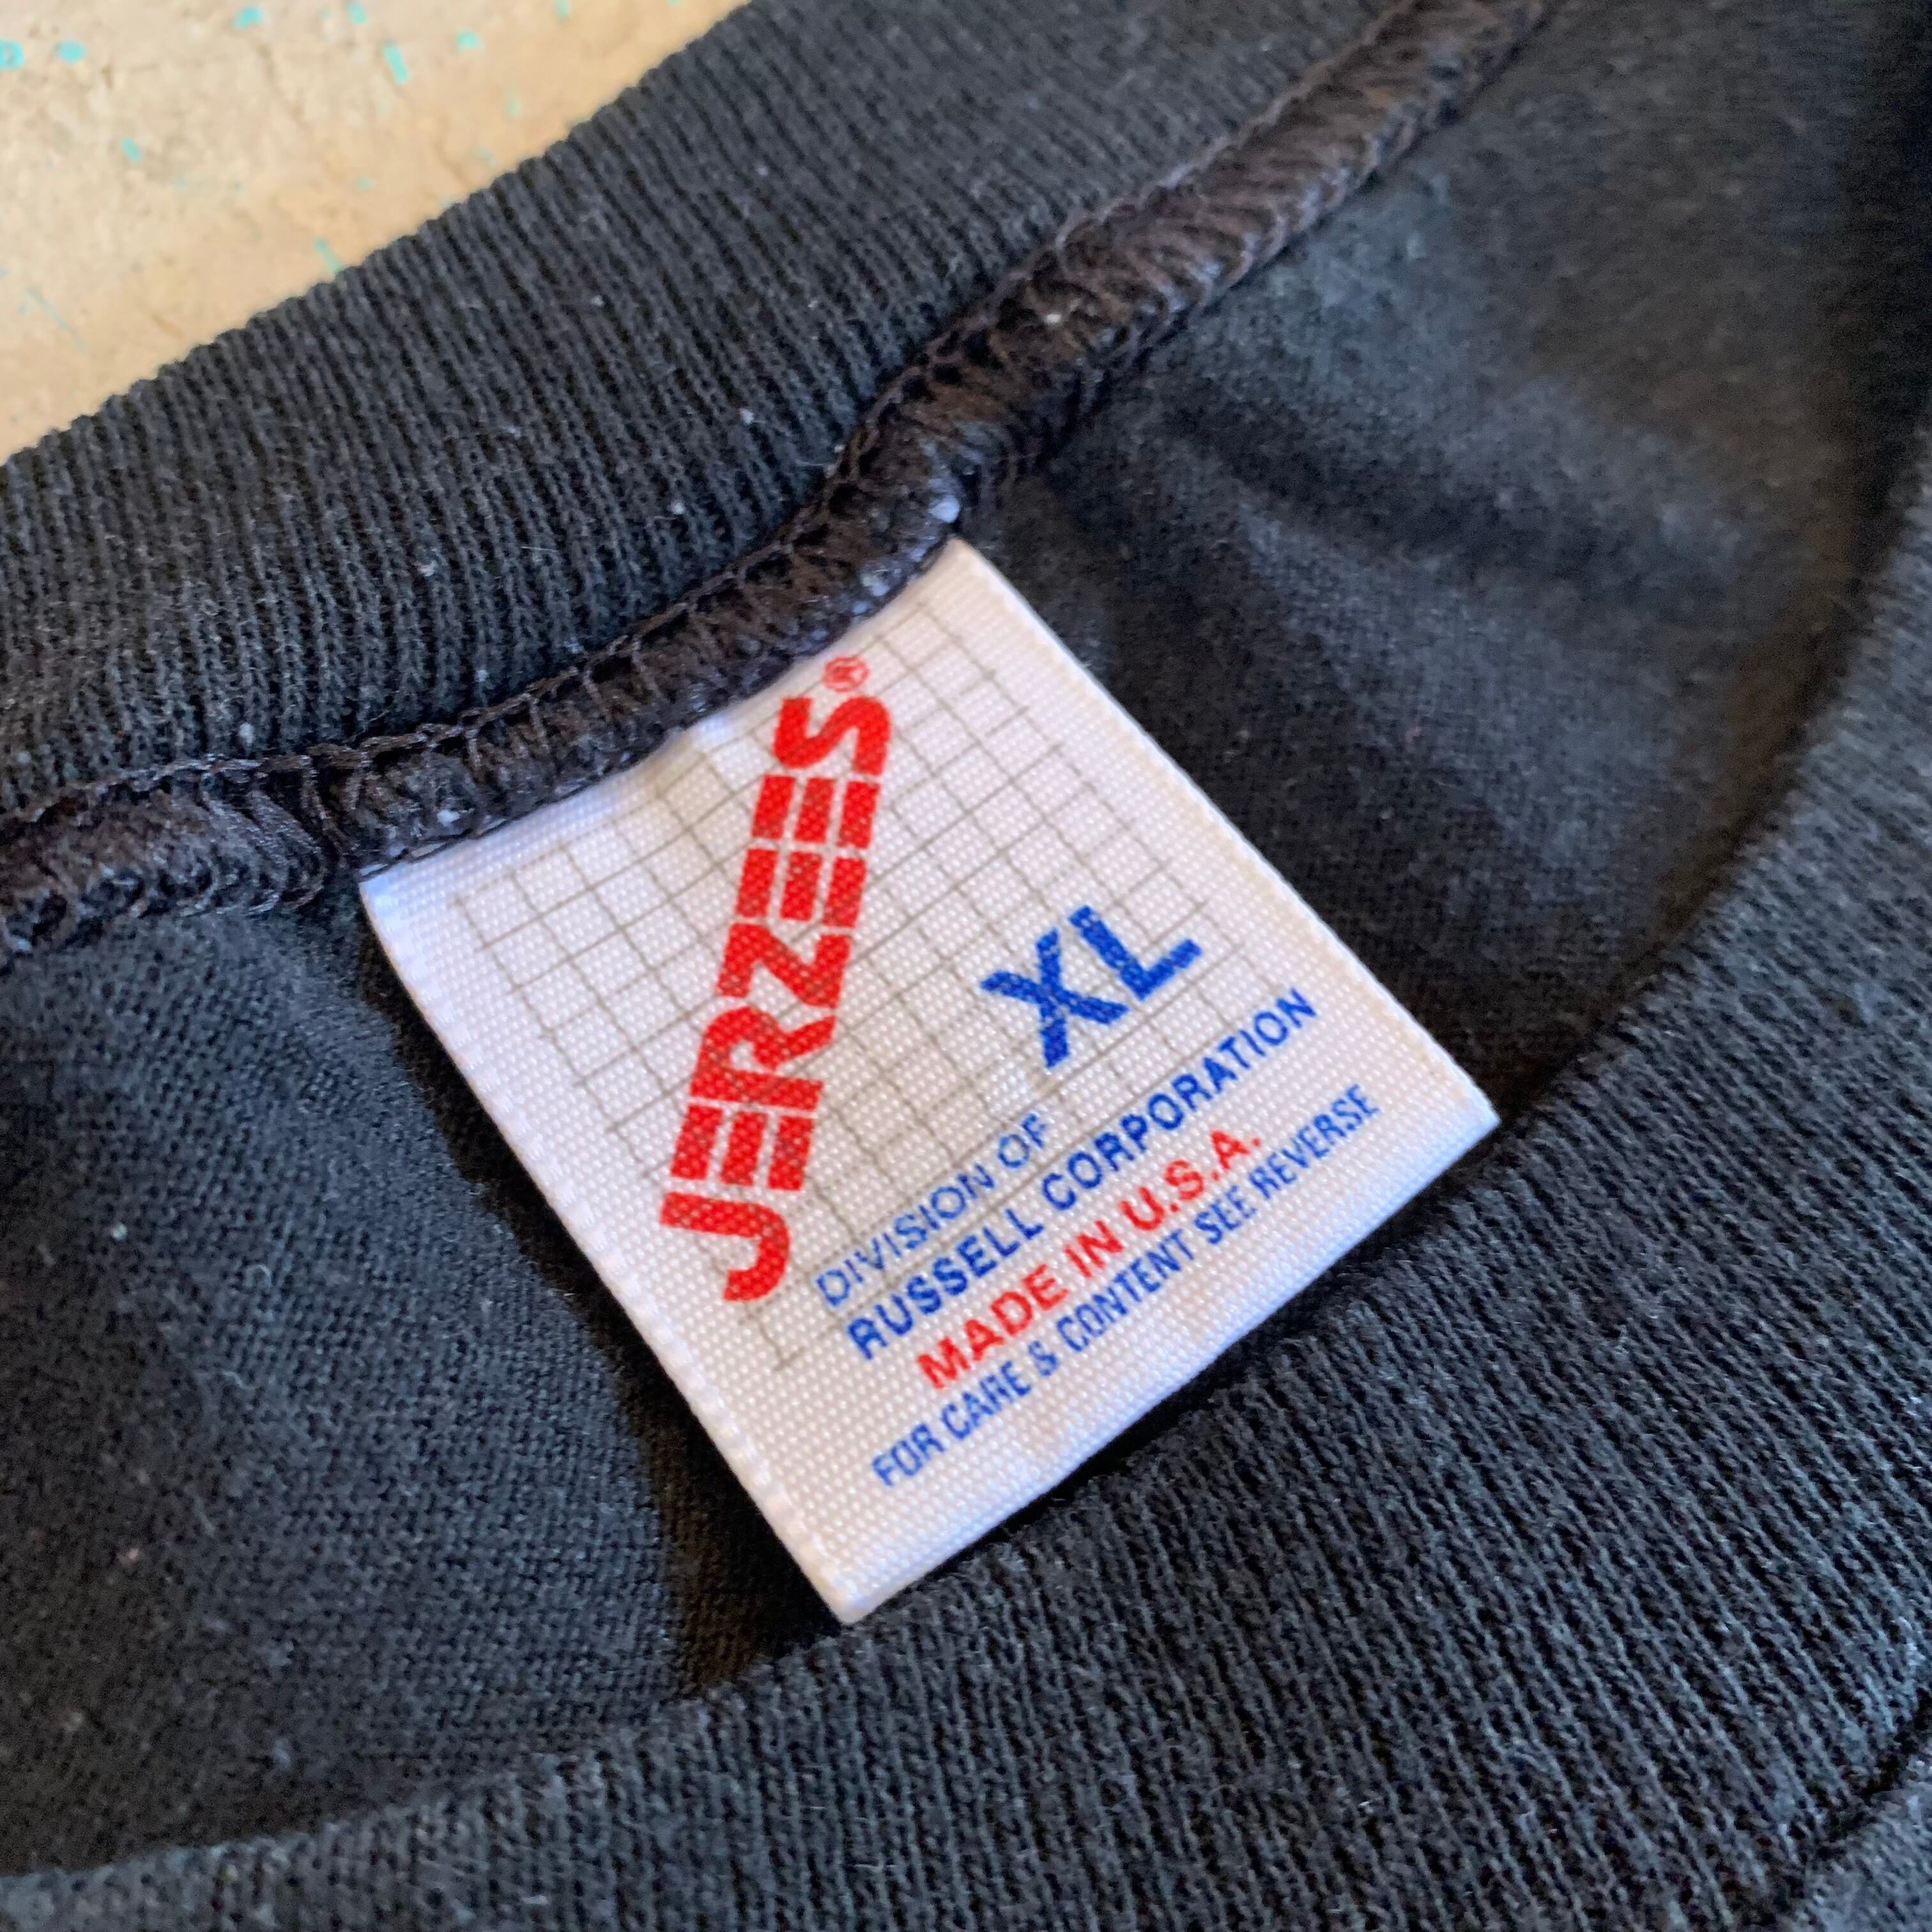 JERZEES®
XL
DIVISION OF
RUSSELL CORPORATION
MADE IN U.S.A.
FOR CARE & CONTENT SEE REVERSE